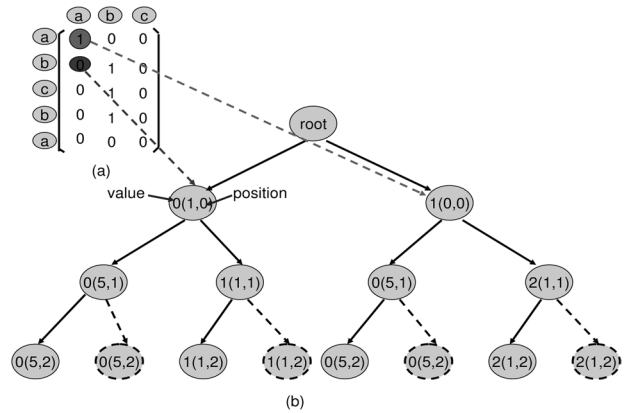 a b c
a 1 0 0
b 0 1 0
c 0 1 0
b 0 1 0
a 0 0 0
(a)
root
value position
0(1,0) 1(0,0)
0(5,1) 1(1,1) 0(5,1) 2(1,1)
0(5,2) 0(5,2) 1(1,2) 1(1,2) 0(5,2) 0(5,2) 2(1,2) 2(1,2)
(b)